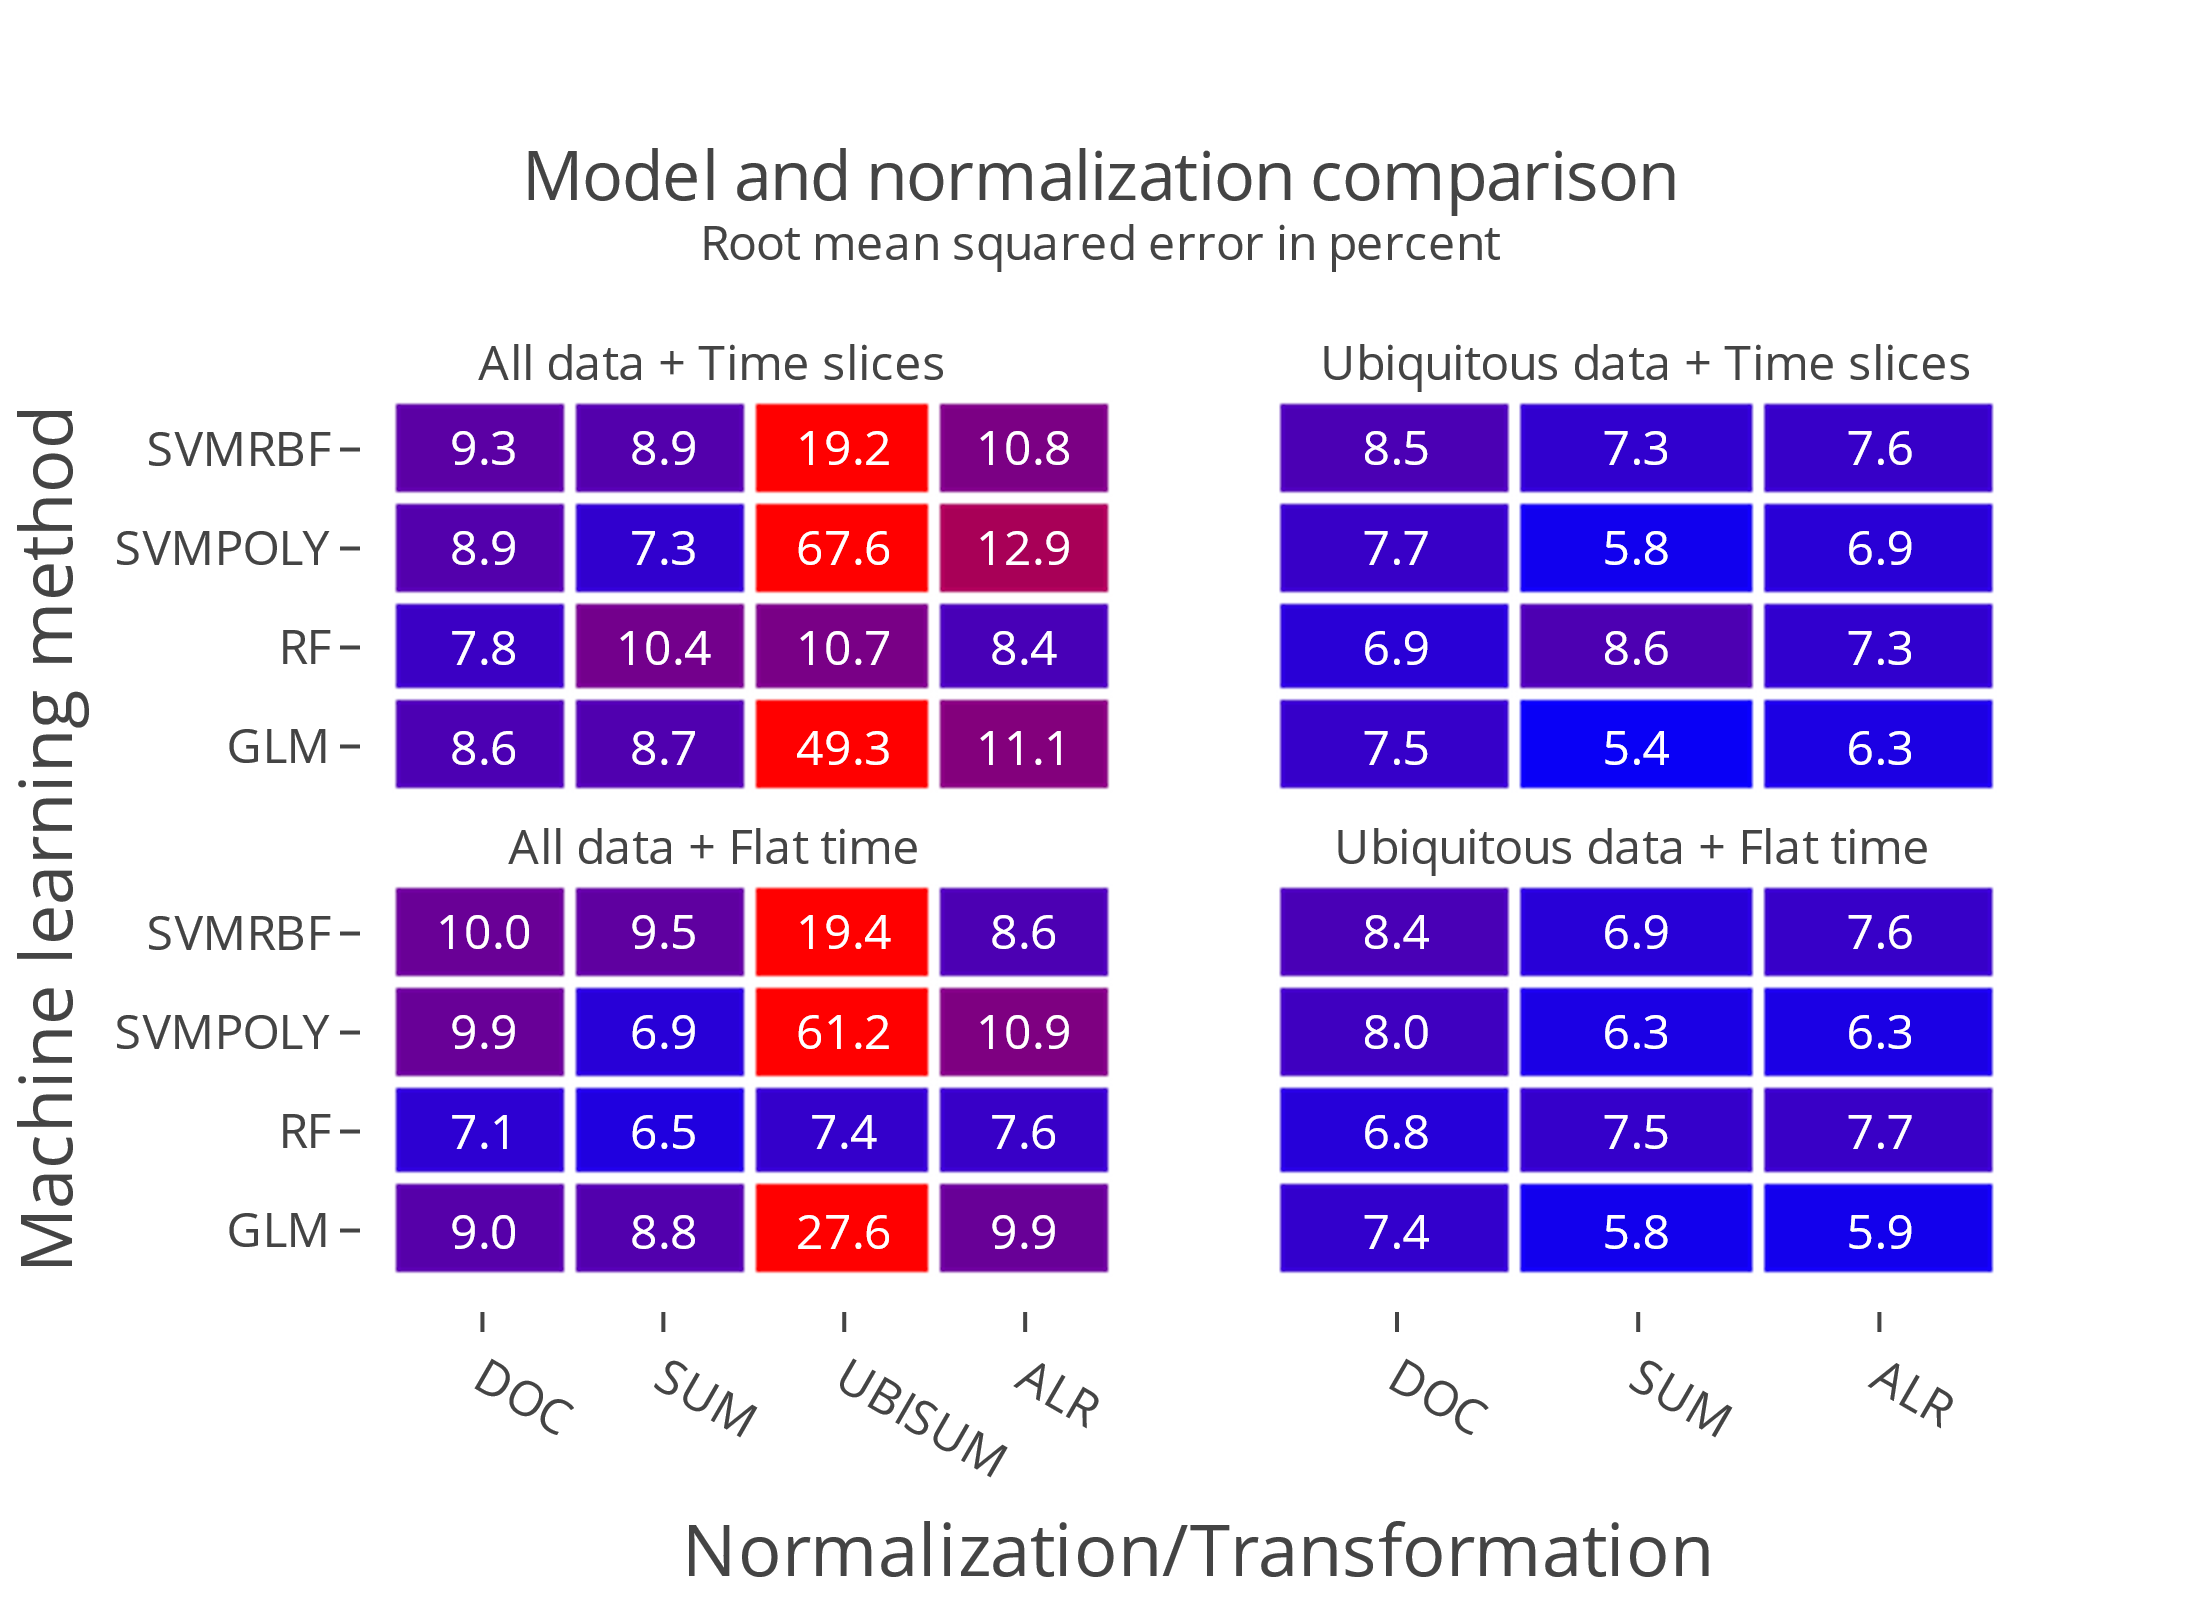 Model and normalization comparison
Root mean squared error in percent
Machine learning method
All data + Time slices
SVMRBF 9.3 8.9 19.2 10.8
SVMPOLY 8.9 7.3 67.6 12.9
RF 7.8 10.4 10.7 8.4
GLM 8.6 8.7 49.3 11.1
Ubiquitous data + Time slices
8.5 7.3 7.6
7.7 5.8 6.9
6.9 8.6 7.3
7.5 5.4 6.3
All data + Flat time
SVMRBF 10.0 9.5 19.4 8.6
SVMPOLY 9.9 6.9 61.2 10.9
RF 7.1 6.5 7.4 7.6
GLM 9.0 8.8 27.6 9.9
Ubiquitous data + Flat time
8.4 6.9 7.6
8.0 6.3 6.3
6.8 7.5 7.7
7.4 5.8 5.9
DOC SUM UBISUM ALR
DOC SUM ALR
Normalization/Transformation